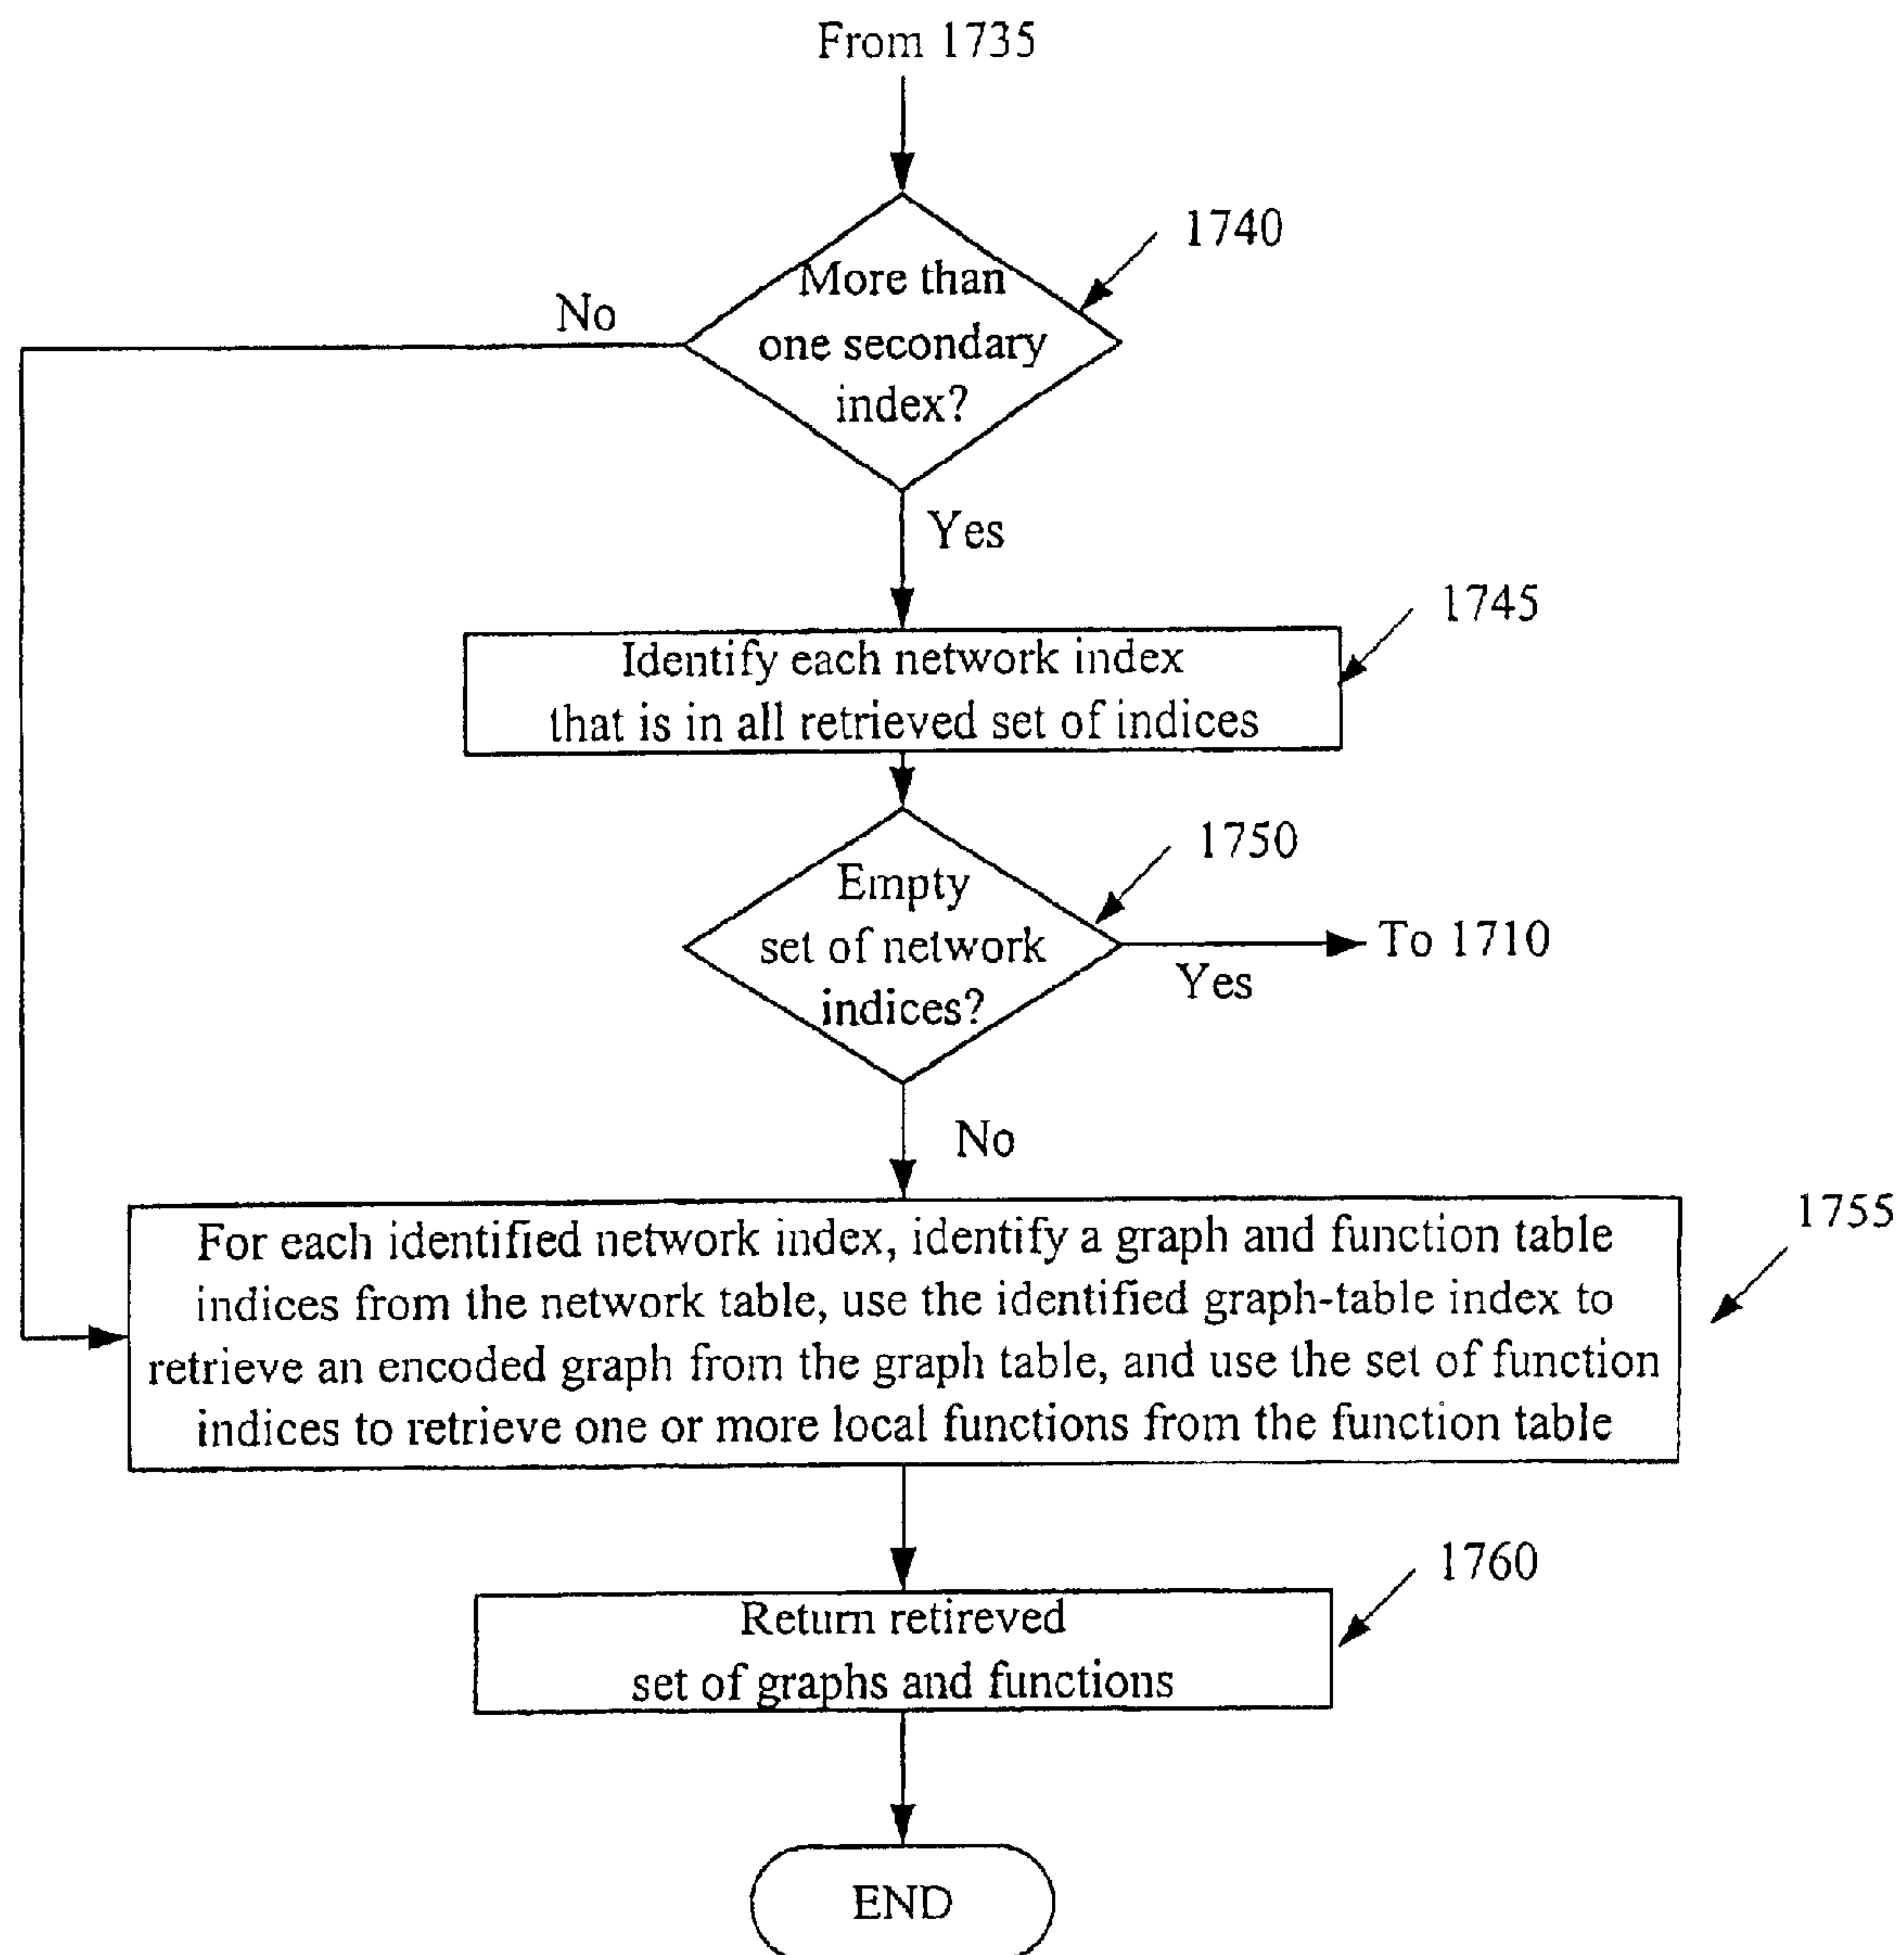 From 1735
1740
More than
one secondary
index?
No
Yes
1745
Identify each network index
that is in all retrieved set of indices
1750
Empty
set of network
indices?
To 1710
Yes
No
1755
For each identified network index, identify a graph and function table
indices from the network table, use the identified graph-table index to
retrieve an encoded graph from the graph table, and use the set of function
indices to retrieve one or more local functions from the function table
1760
Return retireved
set of graphs and functions
END